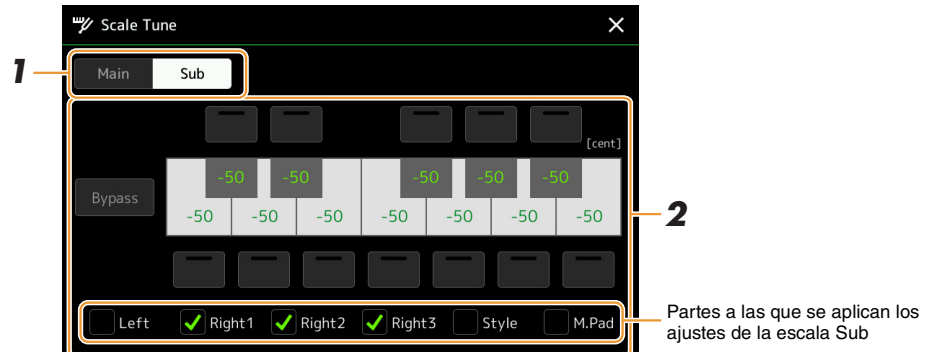 Scale Tune
1
Main Sub
[cent]
-50 -50 -50 -50 -50
Bypass
-50 -50 -50 -50 -50 -50 -50
2
Left Right1 Right2 Right3 Style M.Pad
Partes a las que se aplican los
ajustes de la escala Sub